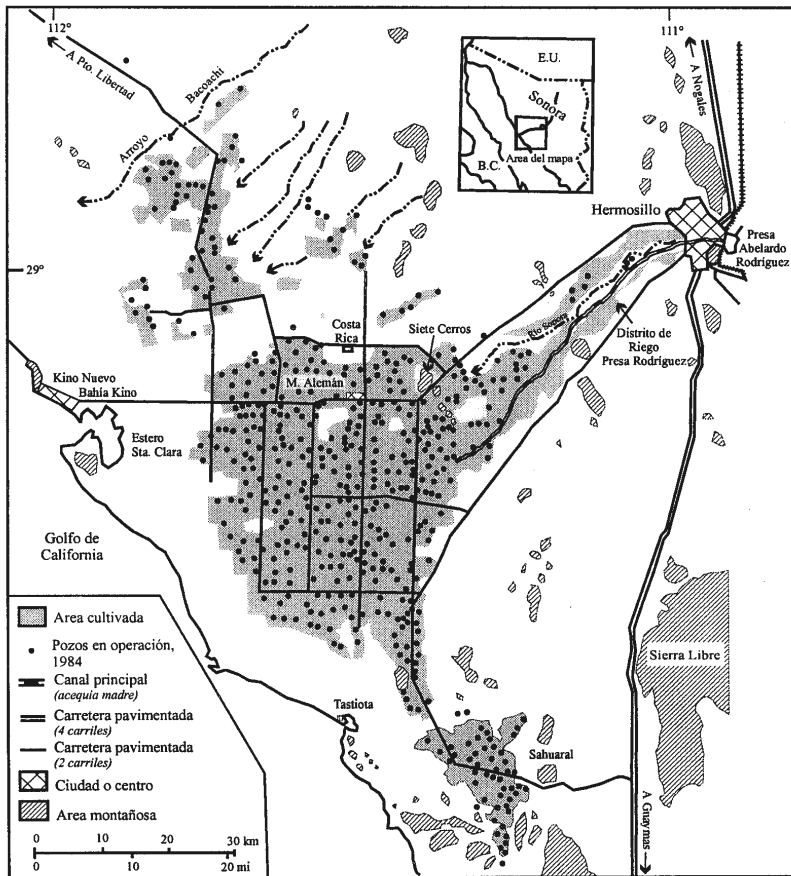 112°
111°
A Pto. Libertad
Bacoachi
Arroyo
E.U.
Sonora
B.C.
Area del mapa
A Nogales
Hermosillo
Presa
Abelardo
Rodríguez
29°
Costa
Rica
Siete Cerros
Río Sonora
Distrito de
Riego
Presa Rodríguez
M. Alemán
Kino Nuevo
Bahía Kino
Estero
Sta. Clara
Golfo de
California
Sierra Libre
Tastiota
Sahuaral
A Guaymas
Area cultivada
Pozos en operación,
1984
Canal principal
(acequia madre)
Carretera pavimentada
(4 carriles)
Carretera pavimentada
(2 carriles)
Ciudad o centro
Area montañosa
0 10 20 30 km
0 10 20 mi